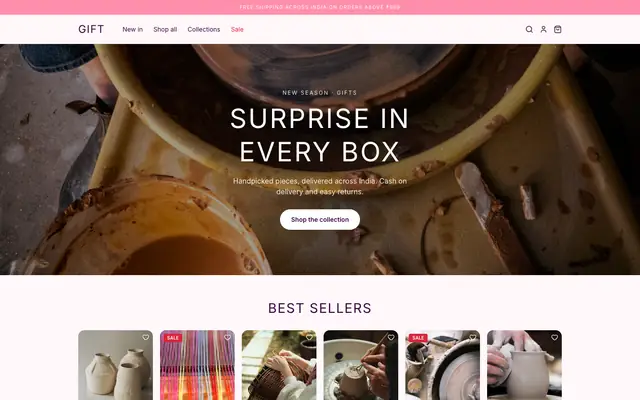 FREE SHIPPING ACROSS INDIA ON ORDERS ABOVE ₹999
GIFT
New in
Shop all
Collections
Sale
NEW SEASON · GIFTS
SURPRISE IN
EVERY BOX
Handpicked pieces, delivered across India. Cash on
delivery and easy returns.
Shop the collection
BEST SELLERS
SALE
SALE